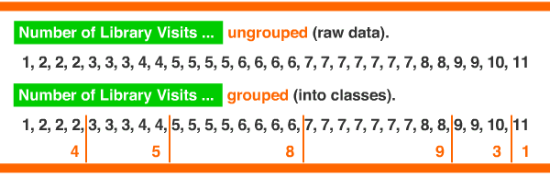 Number of Library Visits ... ungrouped (raw data).
1, 2, 2, 2, 3, 3, 3, 4, 4, 5, 5, 5, 5, 6, 6, 6, 6, 7, 7, 7, 7, 7, 7, 7, 8, 8, 9, 9, 10, 11
Number of Library Visits ... grouped (into classes).
1, 2, 2, 2, 3, 3, 3, 4, 4, 5, 5, 5, 5, 6, 6, 6, 6, 7, 7, 7, 7, 7, 7, 7, 8, 8, 9, 9, 10, 11
4 5 8 9 3 1